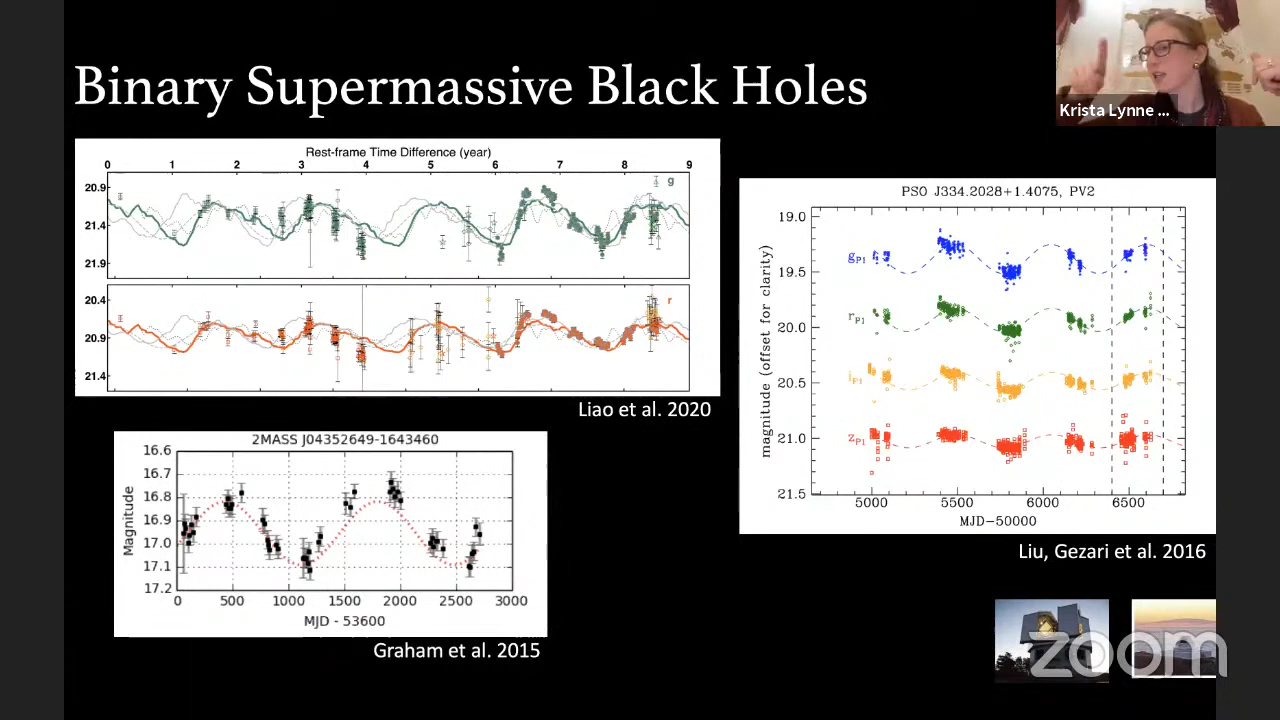 Binary Supermassive Black Holes
Krista Lynne ...
Rest-frame Time Difference (year)
0 1 2 3 4 5 6 7 8 9
20.9
g
21.4
21.9
20.4
r
20.9
21.4
Liao et al. 2020
2MASS J04352649-1643460
Magnitude
16.6
16.7
16.8
16.9
17.0
17.1
17.2
0 500 1000 1500 2000 2500 3000
MJD - 53600
Graham et al. 2015
PSO J334.2028+1.4075, PV2
magnitude (offset for clarity)
19.0
gP1
19.5
rP1
20.0
iP1
20.5
zP1
21.0
21.5
5000 5500 6000 6500
MJD-50000
Liu, Gezari et al. 2016
zoom